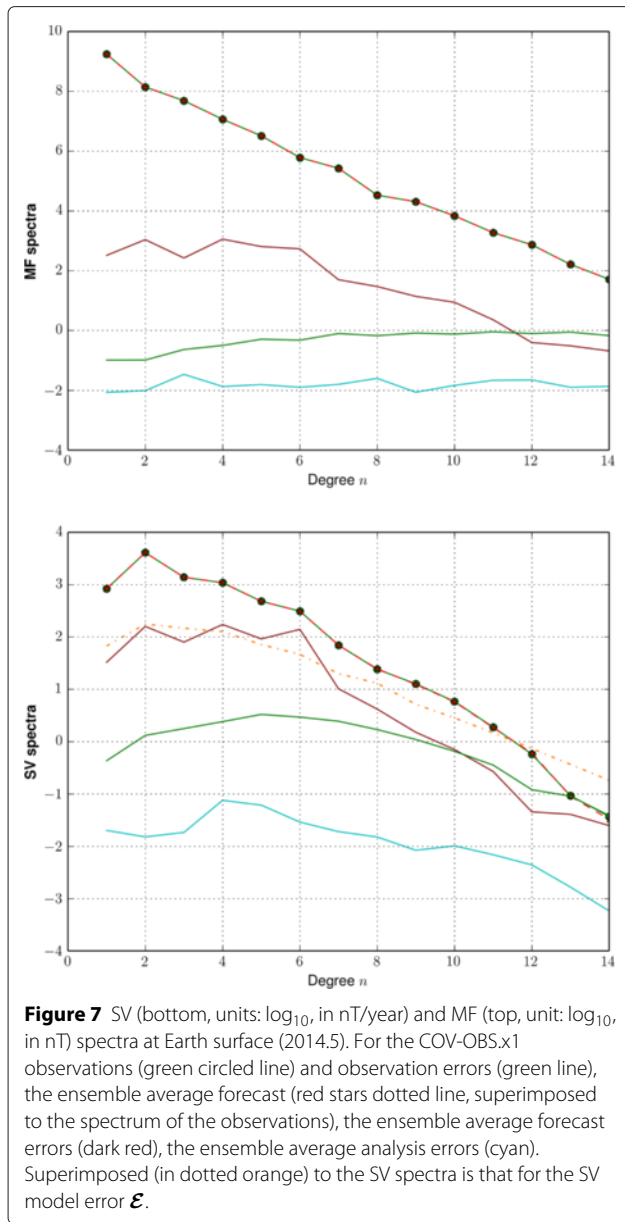 10
8
6
4
2
0
−2
−4
MF spectra
0 2 4 6 8 10 12 14
Degree n
4
3
2
1
0
−1
−2
−3
−4
SV spectra
0 2 4 6 8 10 12 14
Degree n
Figure 7 SV (bottom, units: log10, in nT/year) and MF (top, unit: log10,
in nT) spectra at Earth surface (2014.5). For the COV-OBS.x1
observations (green circled line) and observation errors (green line),
the ensemble average forecast (red stars dotted line, superimposed
to the spectrum of the observations), the ensemble average forecast
errors (dark red), the ensemble average analysis errors (cyan).
Superimposed (in dotted orange) to the SV spectra is that for the SV
model error ℰ.